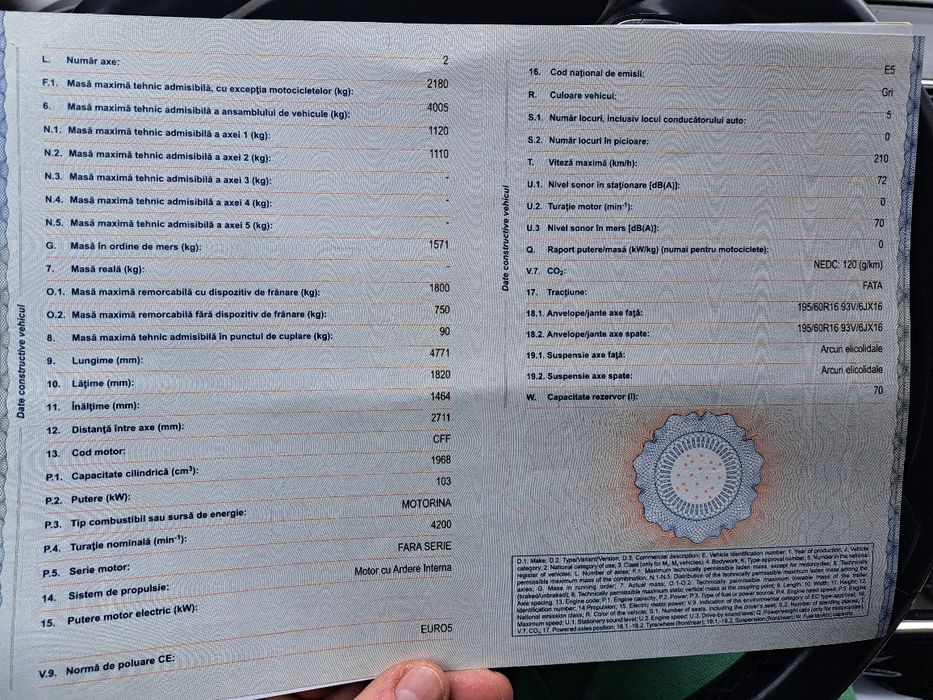 L. Număr axe: 2
F.1. Masă maximă tehnic admisibilă, cu excepția motocicletelor (kg): 2180
6. Masă maximă tehnic admisibilă a ansamblului de vehicule (kg): 4005
N.1. Masă maximă tehnic admisibilă a axei 1 (kg): 1120
N.2. Masă maximă tehnic admisibilă a axei 2 (kg): 1110
N.3. Masă maximă tehnic admisibilă a axei 3 (kg): -
N.4. Masă maximă tehnic admisibilă a axei 4 (kg): -
N.5. Masă maximă tehnic admisibilă a axei 5 (kg): -
G. Masă în ordine de mers (kg): 1571
7. Masă reală (kg): -
O.1. Masă maximă remorcabilă cu dispozitiv de frânare (kg): 1800
O.2. Masă maximă remorcabilă fără dispozitiv de frânare (kg): 750
8. Masă maximă tehnic admisibilă în punctul de cuplare (kg): 90
9. Lungime (mm): 4771
10. Lățime (mm): 1820
11. Înălțime (mm): 1464
12. Distanță între axe (mm): 2711
13. Cod motor: CFF
P.1. Capacitate cilindrică (cm³): 1968
P.2. Putere (kW): 103
P.3. Tip combustibil sau sursă de energie: MOTORINA
P.4. Turație nominală (min⁻¹): 4200
P.5. Serie motor: FARA SERIE
14. Sistem de propulsie: Motor cu Ardere Interna
15. Putere motor electric (kW):
V.9. Normă de poluare CE: EURO5
Date constructive vehicul
16. Cod național de emisii: E5
R. Culoare vehicul: Gri
S.1. Număr locuri, inclusiv locul conducătorului auto: 5
S.2. Număr locuri în picioare: 0
T. Viteză maximă (km/h): 210
U.1. Nivel sonor în staționare [dB(A)]: 72
U.2. Turație motor (min⁻¹): 0
U.3 Nivel sonor în mers [dB(A)]: 70
Q. Raport putere/masă (kW/kg) (numai pentru motociclete): 0
V.7. CO₂: NEDC: 120 (g/km)
17. Tracțiune: FATA
18.1. Anvelope/jante axe față: 195/60R16 93V/6JX16
18.2. Anvelope/jante axe spate: 195/60R16 93V/6JX16
19.1. Suspensie axe față: Arcuri elicoidale
19.2. Suspensie axe spate: Arcuri elicoidale
W. Capacitate rezervor (l): 70
Date constructive vehicul